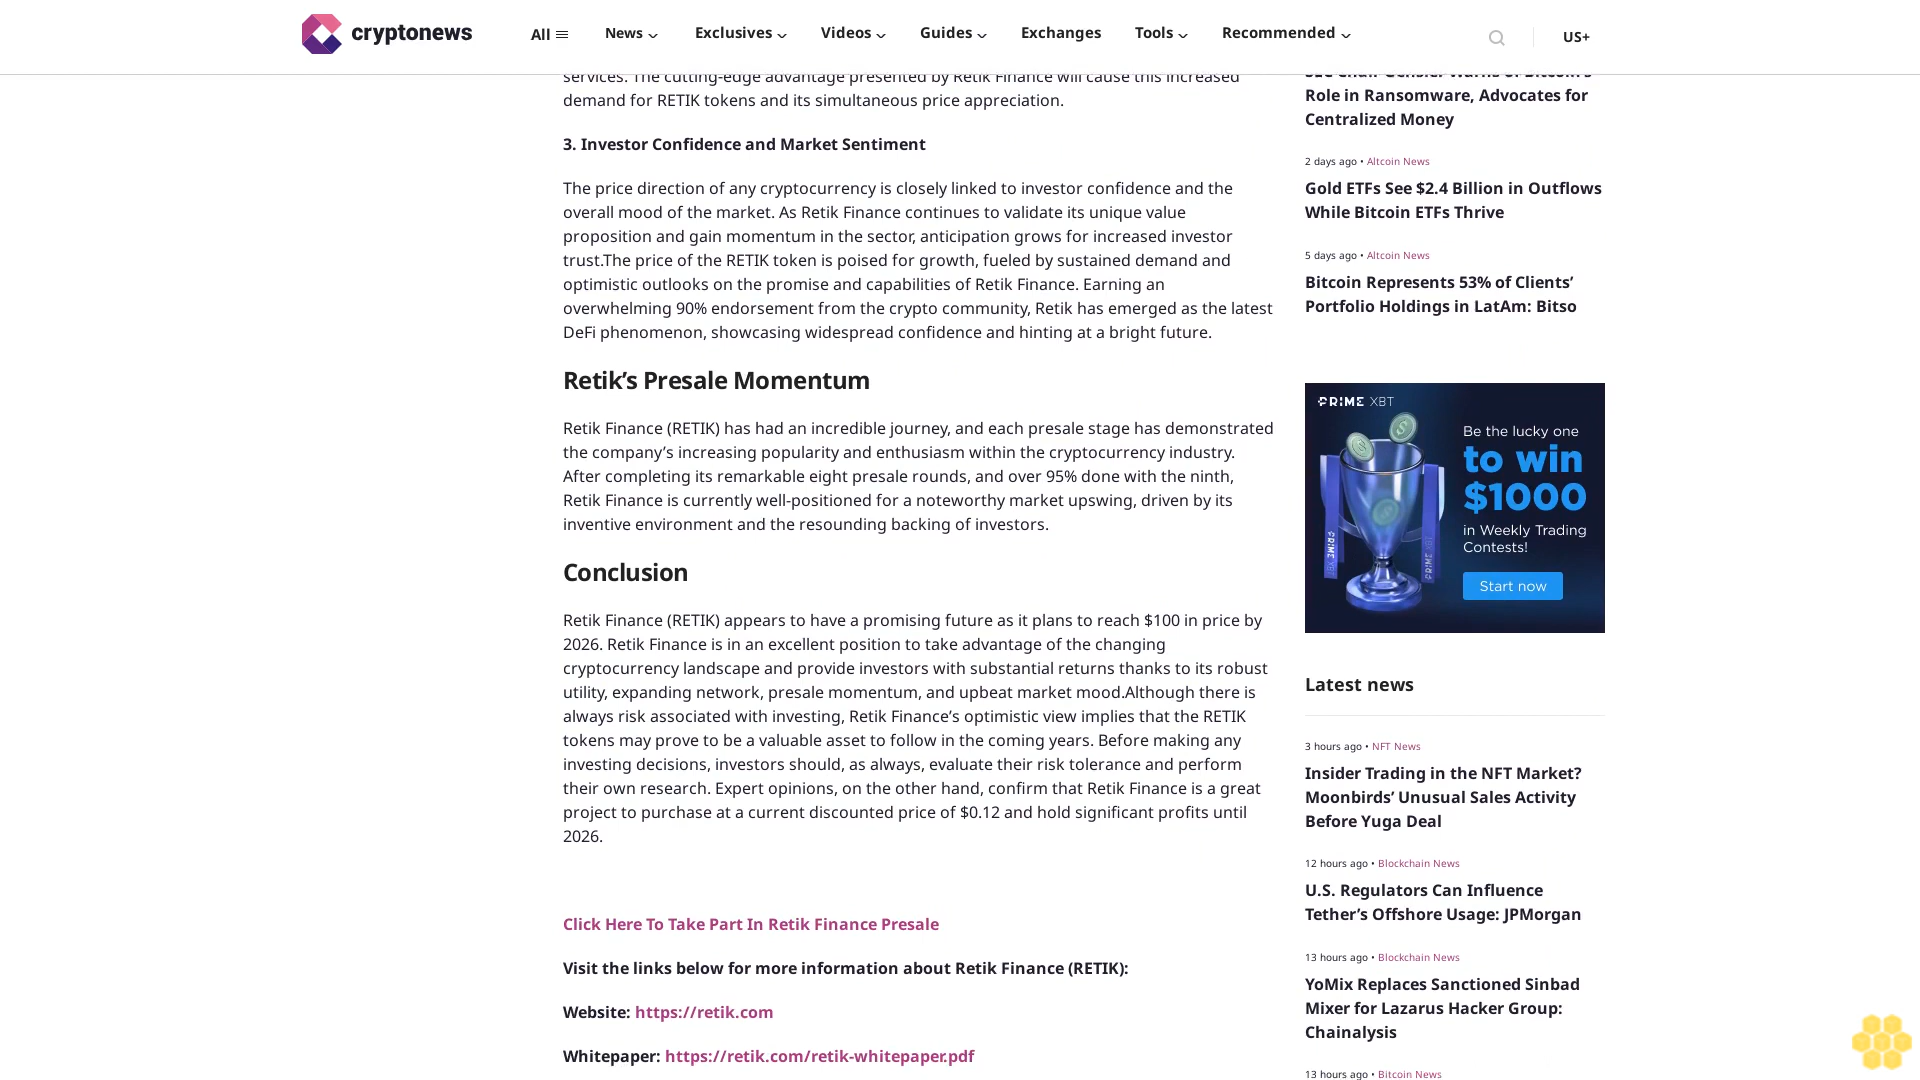 cryptonews
All
News
Exclusives
Videos
Guides
Exchanges
Tools
Recommended
US+
services. The cutting-edge advantage presented by Retik Finance will cause this increased
demand for RETIK tokens and its simultaneous price appreciation.
3. Investor Confidence and Market Sentiment
The price direction of any cryptocurrency is closely linked to investor confidence and the
overall mood of the market. As Retik Finance continues to validate its unique value
proposition and gain momentum in the sector, anticipation grows for increased investor
trust.The price of the RETIK token is poised for growth, fueled by sustained demand and
optimistic outlooks on the promise and capabilities of Retik Finance. Earning an
overwhelming 90% endorsement from the crypto community, Retik has emerged as the latest
DeFi phenomenon, showcasing widespread confidence and hinting at a bright future.
Retik’s Presale Momentum
Retik Finance (RETIK) has had an incredible journey, and each presale stage has demonstrated
the company’s increasing popularity and enthusiasm within the cryptocurrency industry.
After completing its remarkable eight presale rounds, and over 95% done with the ninth,
Retik Finance is currently well-positioned for a noteworthy market upswing, driven by its
inventive environment and the resounding backing of investors.
Conclusion
Retik Finance (RETIK) appears to have a promising future as it plans to reach $100 in price by
2026. Retik Finance is in an excellent position to take advantage of the changing
cryptocurrency landscape and provide investors with substantial returns thanks to its robust
utility, expanding network, presale momentum, and upbeat market mood.Although there is
always risk associated with investing, Retik Finance’s optimistic view implies that the RETIK
tokens may prove to be a valuable asset to follow in the coming years. Before making any
investing decisions, investors should, as always, evaluate their risk tolerance and perform
their own research. Expert opinions, on the other hand, confirm that Retik Finance is a great
project to purchase at a current discounted price of $0.12 and hold significant profits until
2026.
Click Here To Take Part In Retik Finance Presale
Visit the links below for more information about Retik Finance (RETIK):
Website: https://retik.com
Whitepaper: https://retik.com/retik-whitepaper.pdf
SEC Chair Gensler Warns of Bitcoin’s
Role in Ransomware, Advocates for
Centralized Money
2 days ago • Altcoin News
Gold ETFs See $2.4 Billion in Outflows
While Bitcoin ETFs Thrive
5 days ago • Altcoin News
Bitcoin Represents 53% of Clients’
Portfolio Holdings in LatAm: Bitso
PRIME XBT
Be the lucky one
to win
$1000
in Weekly Trading
Contests!
Start now
PRIME XBT
PRIME XBT
Latest news
3 hours ago • NFT News
Insider Trading in the NFT Market?
Moonbirds’ Unusual Sales Activity
Before Yuga Deal
12 hours ago • Blockchain News
U.S. Regulators Can Influence
Tether’s Offshore Usage: JPMorgan
13 hours ago • Blockchain News
YoMix Replaces Sanctioned Sinbad
Mixer for Lazarus Hacker Group:
Chainalysis
13 hours ago • Bitcoin News